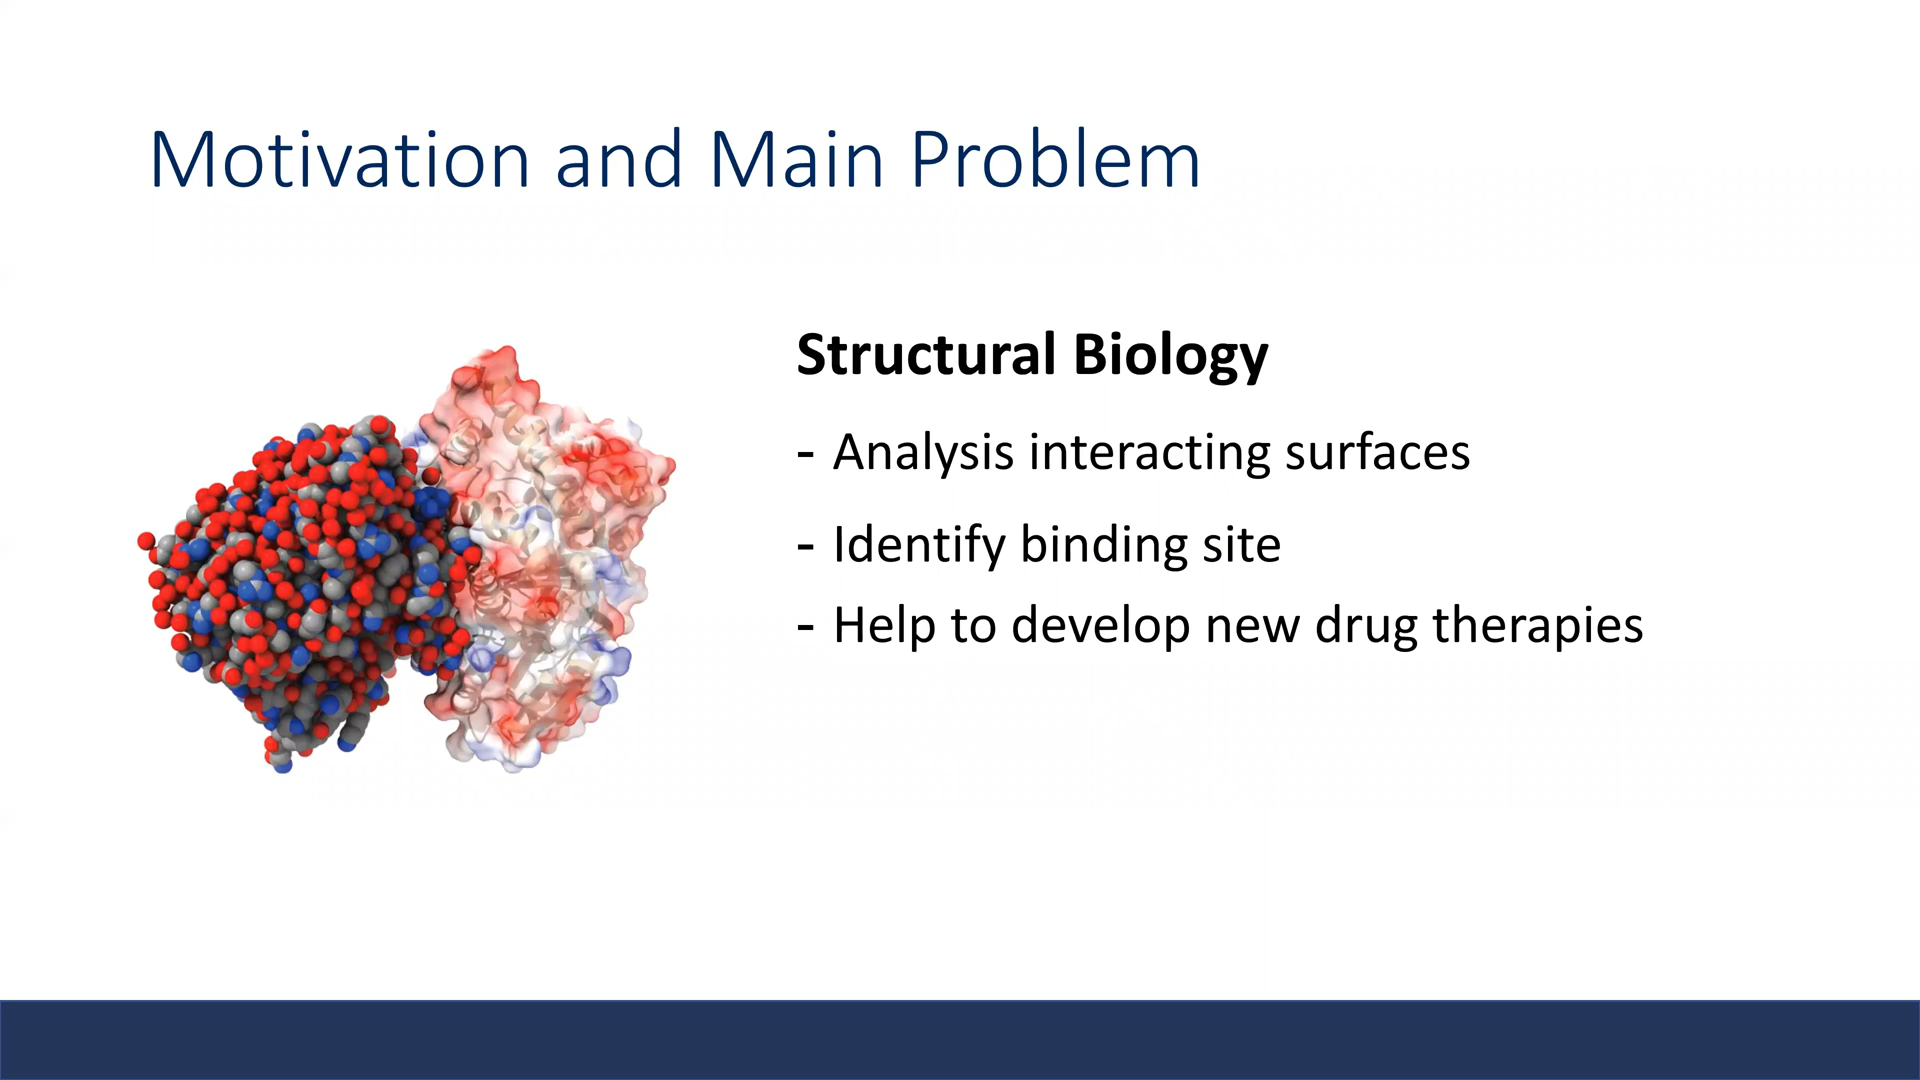 Motivation and Main Problem
Structural Biology
- Analysis interacting surfaces
- Identify binding site
- Help to develop new drug therapies